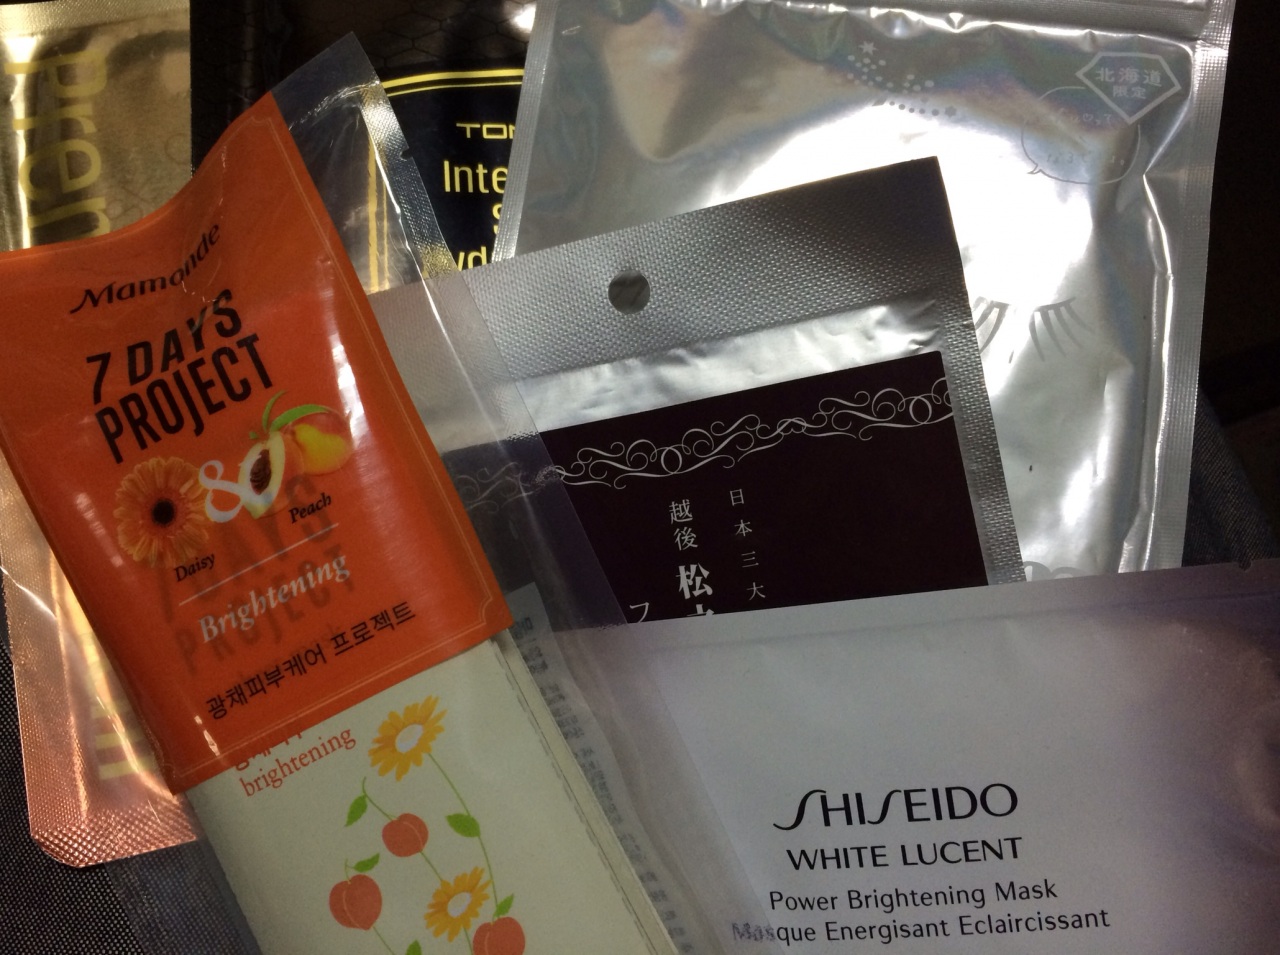 Mamonde
7 DAYS
PROJECT
&
Peach
Daisy
Brightening
광채피부케어 프로젝트
brightening
TON
Inte
北海道
限定
日本三大
越後 松
SHISEIDO
WHITE LUCENT
Power Brightening Mask
Masque Energisant Eclaircissant